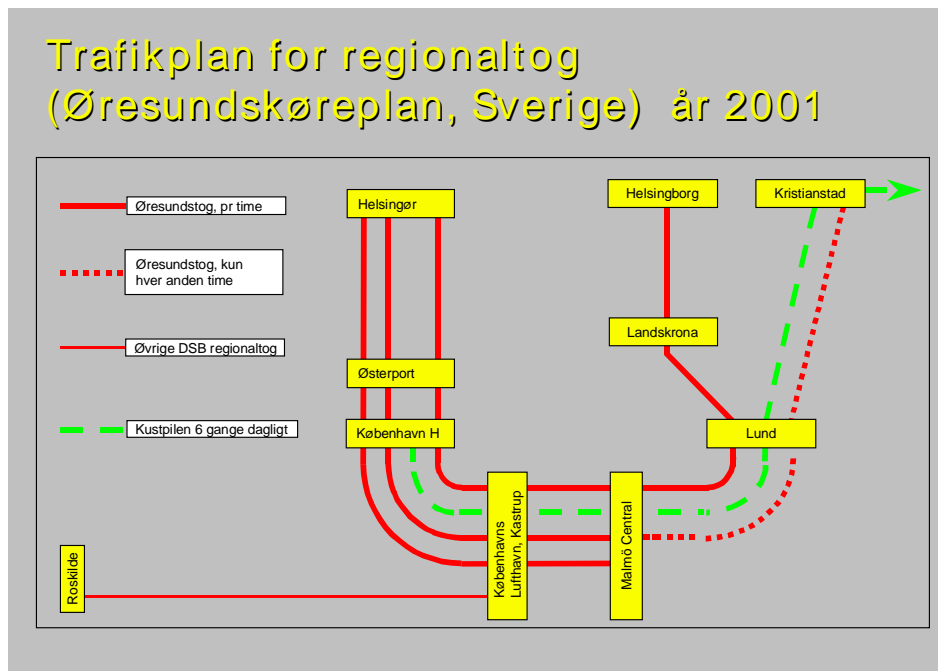 Trafikplan for regionaltog
(Øresundskøreplan, Sverige) år 2001
Øresundstog, pr time
Øresundstog, kun
hver anden time
Øvrige DSB regionaltog
Kustpilen 6 gange dagligt
Helsingør
Helsingborg
Kristianstad
Landskrona
Østerport
København H
Lund
Københavns
Lufthavn, Kastrup
Malmö Central
Roskilde